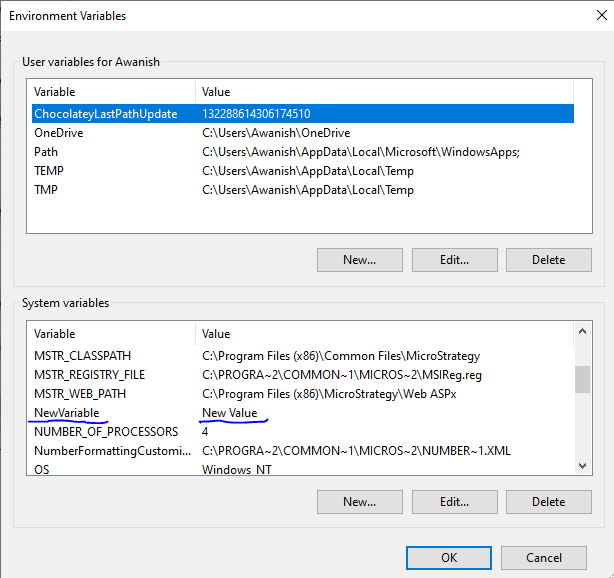 Environment Variables
User variables for Awanish
Variable Value
ChocolateyLastPathUpdate 132288614306174510
OneDrive C:\Users\Awanish\OneDrive
Path C:\Users\Awanish\AppData\Local\Microsoft\WindowsApps;
TEMP C:\Users\Awanish\AppData\Local\Temp
TMP C:\Users\Awanish\AppData\Local\Temp
New... Edit... Delete
System variables
Variable Value
MSTR_CLASSPATH C:\Program Files (x86)\Common Files\MicroStrategy
MSTR_REGISTRY_FILE C:\PROGRA~2\COMMON~1\MICROS~2\MSIReg.reg
MSTR_WEB_PATH C:\Program Files (x86)\MicroStrategy\Web ASPx
NewVariable New Value
NUMBER_OF_PROCESSORS 4
NumberFormattingCustomi... C:\PROGRA~2\COMMON~1\MICROS~2\NUMBER~1.XML
OS Windows_NT
New... Edit... Delete
OK Cancel